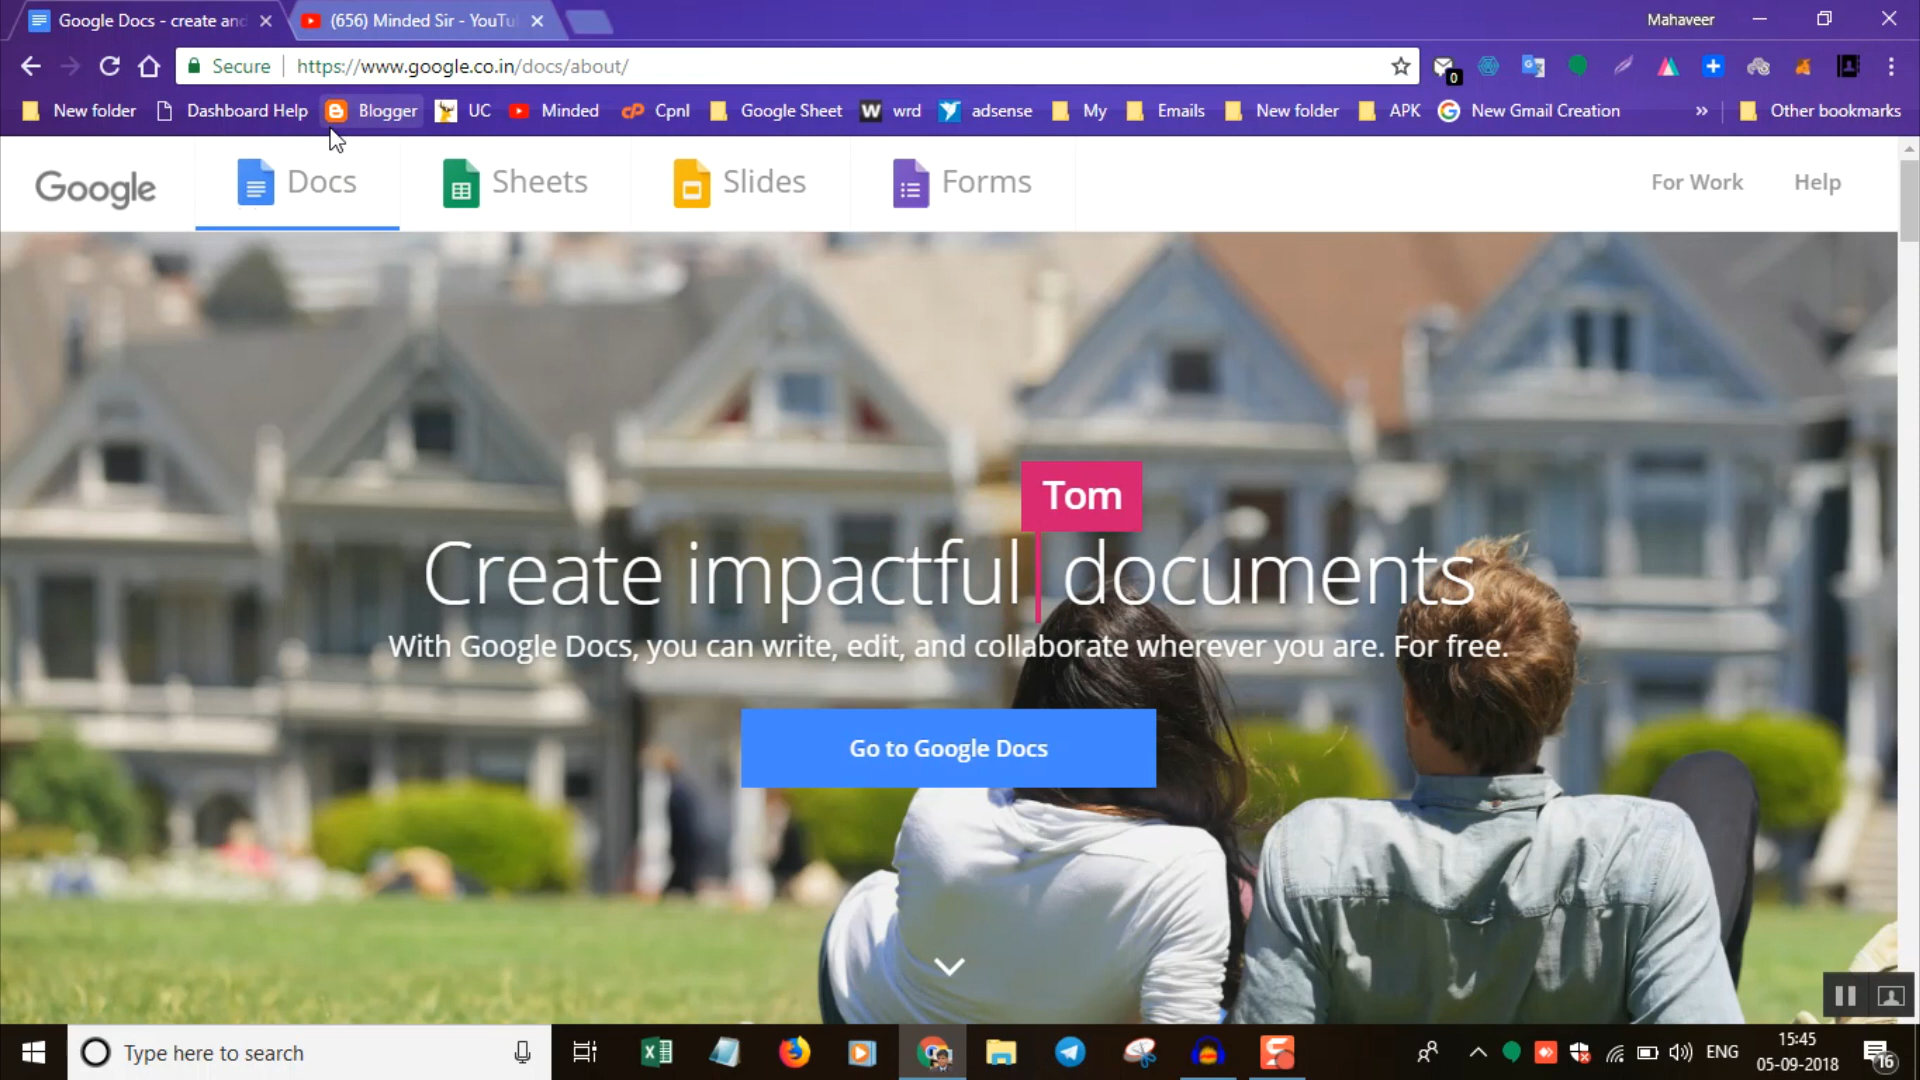 Google Docs - create and
(656) Minded Sir - YouTu
Mahaveer
Secure
https://www.google.co.in/docs/about/
0
New folder
Dashboard Help
Blogger
UC
Minded
cP Cpnl
Google Sheet
W wrd
adsense
My
Emails
New folder
APK
G New Gmail Creation
»
Other bookmarks
Google
Docs
Sheets
Slides
Forms
For Work
Help
Tom
Create impactful documents
With Google Docs, you can write, edit, and collaborate wherever you are. For free.
Go to Google Docs
Type here to search
ENG
15:45
05-09-2018
16